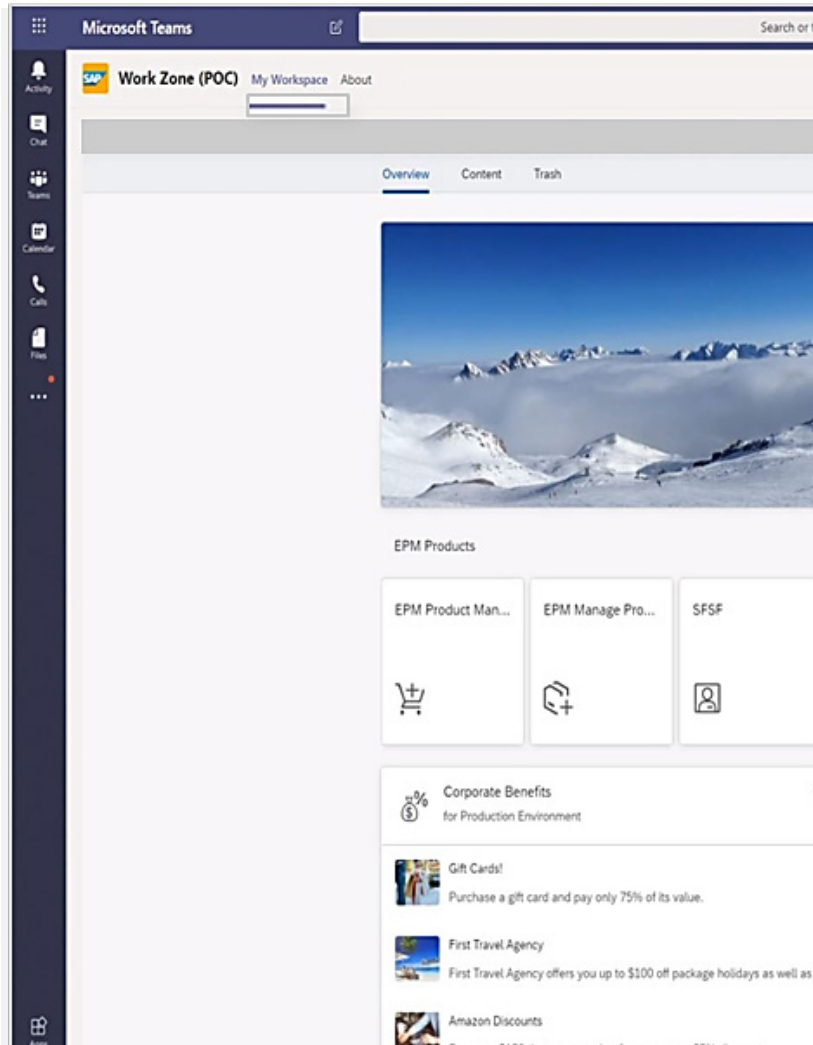 Microsoft Teams
Search or
SAP Work Zone (POC) My Workspace About
Activity
Chat
Teams
Calendar
Calls
Files
Overview Content Trash
EPM Products
EPM Product Man... EPM Manage Pro... SFSF
Corporate Benefits
for Production Environment
Gift Cards!
Purchase a gift card and pay only 75% of its value.
First Travel Agency
First Travel Agency offers you up to $100 off package holidays as well as
Amazon Discounts
Apps